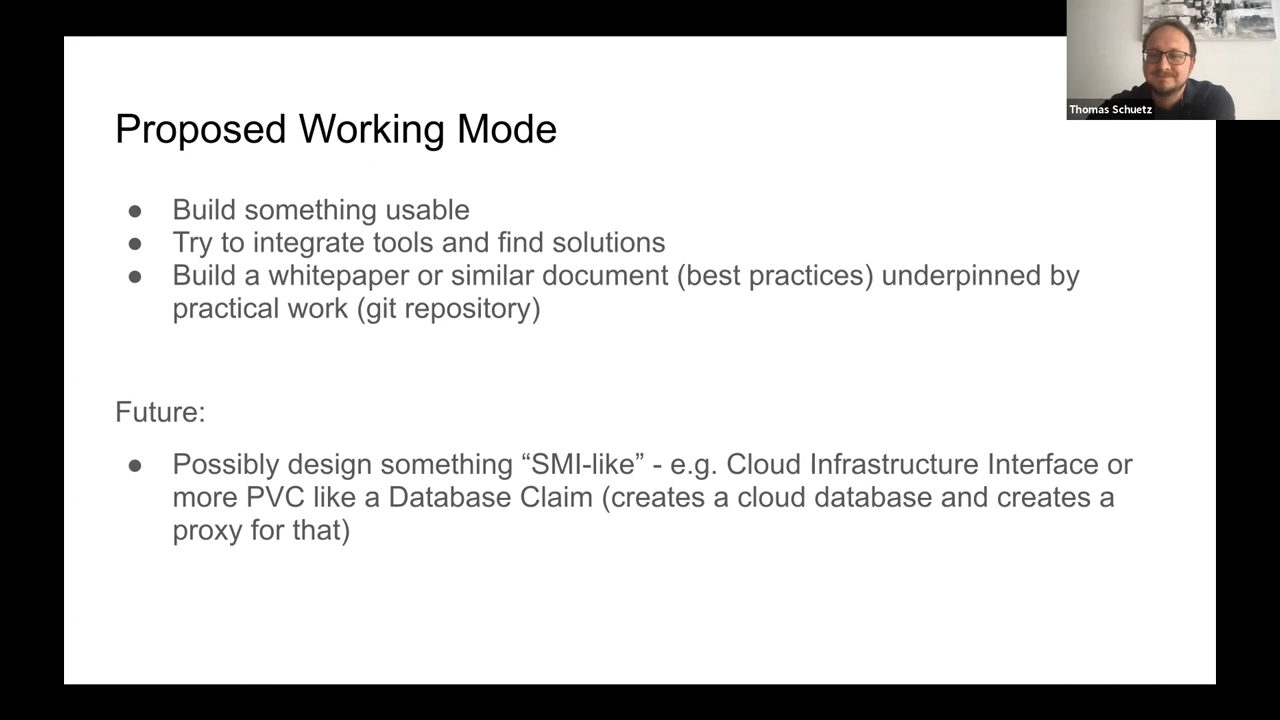 Thomas Schuetz
Proposed Working Mode
● Build something usable
● Try to integrate tools and find solutions
● Build a whitepaper or similar document (best practices) underpinned by
practical work (git repository)
Future:
● Possibly design something “SMI-like” - e.g. Cloud Infrastructure Interface or
more PVC like a Database Claim (creates a cloud database and creates a
proxy for that)